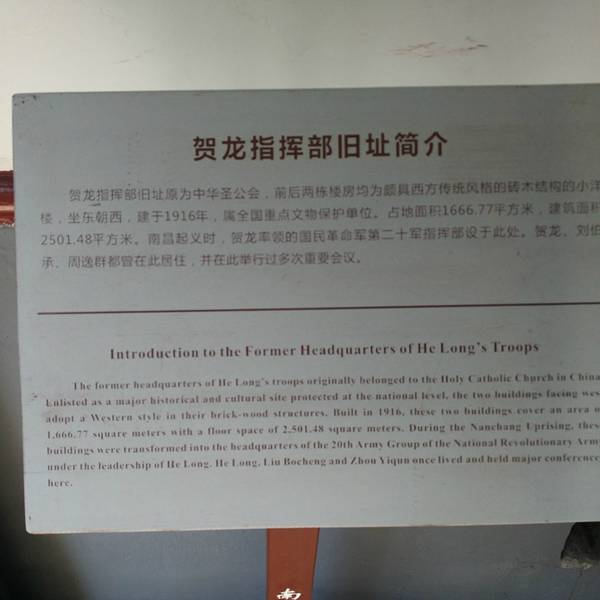 贺龙指挥部旧址简介
贺龙指挥部旧址原为中华圣公会，前后两栋楼房均为颇具西方传统风格的砖木结构的小洋
楼，坐东朝西，建于1916年，属全国重点文物保护单位。占地面积1666.77平方米，建筑面积
2501.48平方米。南昌起义时，贺龙率领的国民革命军第二十军指挥部设于此处。贺龙、刘伯
承、周逸群都曾在此居住，并在此举行过多次重要会议。
Introduction to the Former Headquarters of He Long's Troops
The former headquarters of He Long's troops originally belonged to the Holy Catholic Church in China.
Enlisted as a major historical and cultural site protected at the national level, the two buildings facing wes
adopt a Western style in their brick-wood structures. Built in 1916, these two buildings cover an area o
1,666.77 square meters with a floor space of 2,501.48 square meters. During the Nanchang Uprising, thes
buildings were transformed into the headquarters of the 20th Army Group of the National Revolutionary Army
under the leadership of He Long. He Long, Liu Bocheng and Zhou Yiqun once lived and held major conference
here.
南